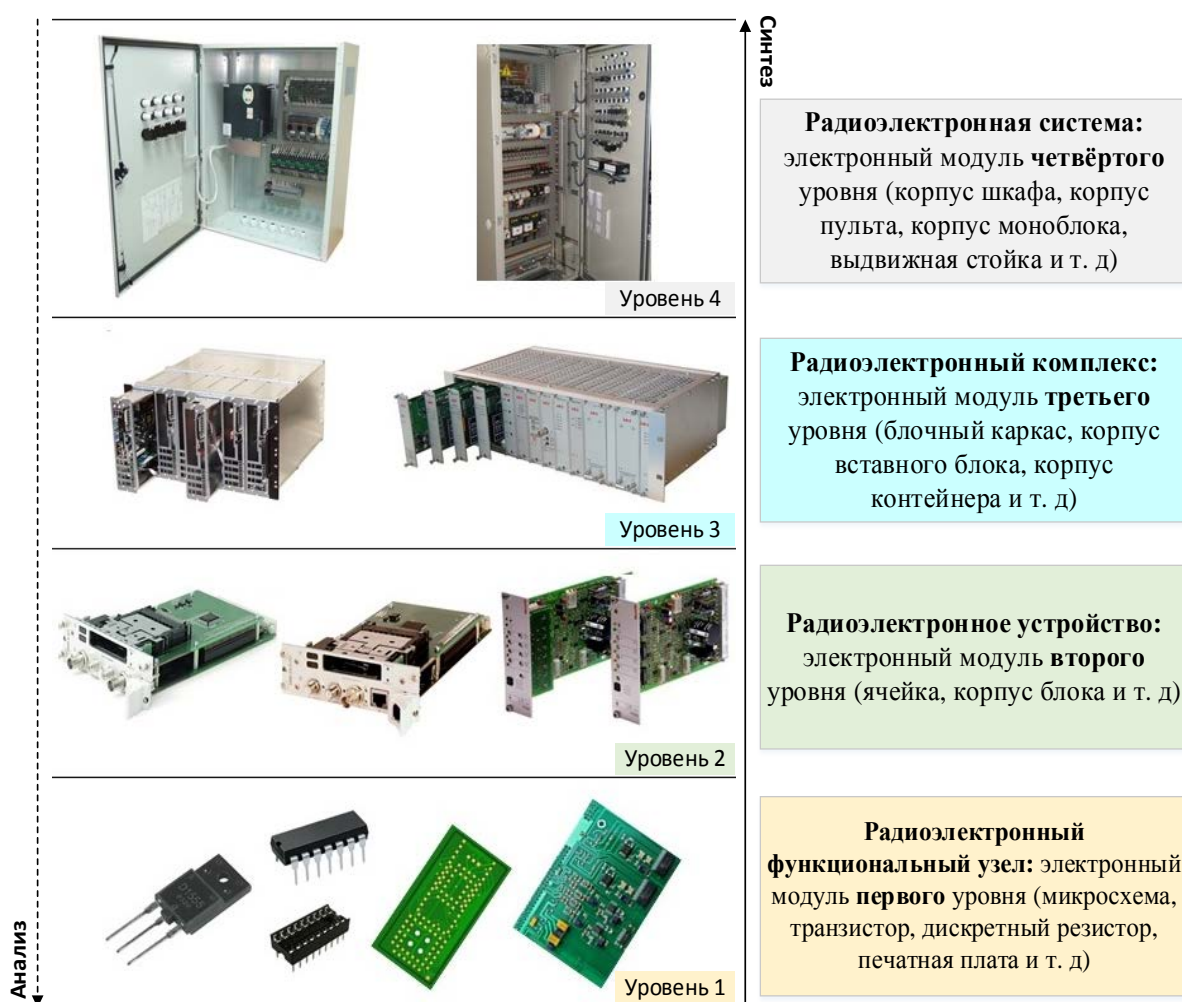 Синтез
Радиоэлектронная система:
электронный модуль четвёртого
уровня (корпус шкафа, корпус
пульта, корпус моноблока,
выдвижная стойка и т. д)
Уровень 4
Радиоэлектронный комплекс:
электронный модуль третьего
уровня (блочный каркас, корпус
вставного блока, корпус
контейнера и т. д)
Уровень 3
Радиоэлектронное устройство:
электронный модуль второго
уровня (ячейка, корпус блока и т. д)
Уровень 2
Радиоэлектронный
функциональный узел: электронный
модуль первого уровня (микросхема,
транзистор, дискретный резистор,
печатная плата и т. д)
Уровень 1
Анализ